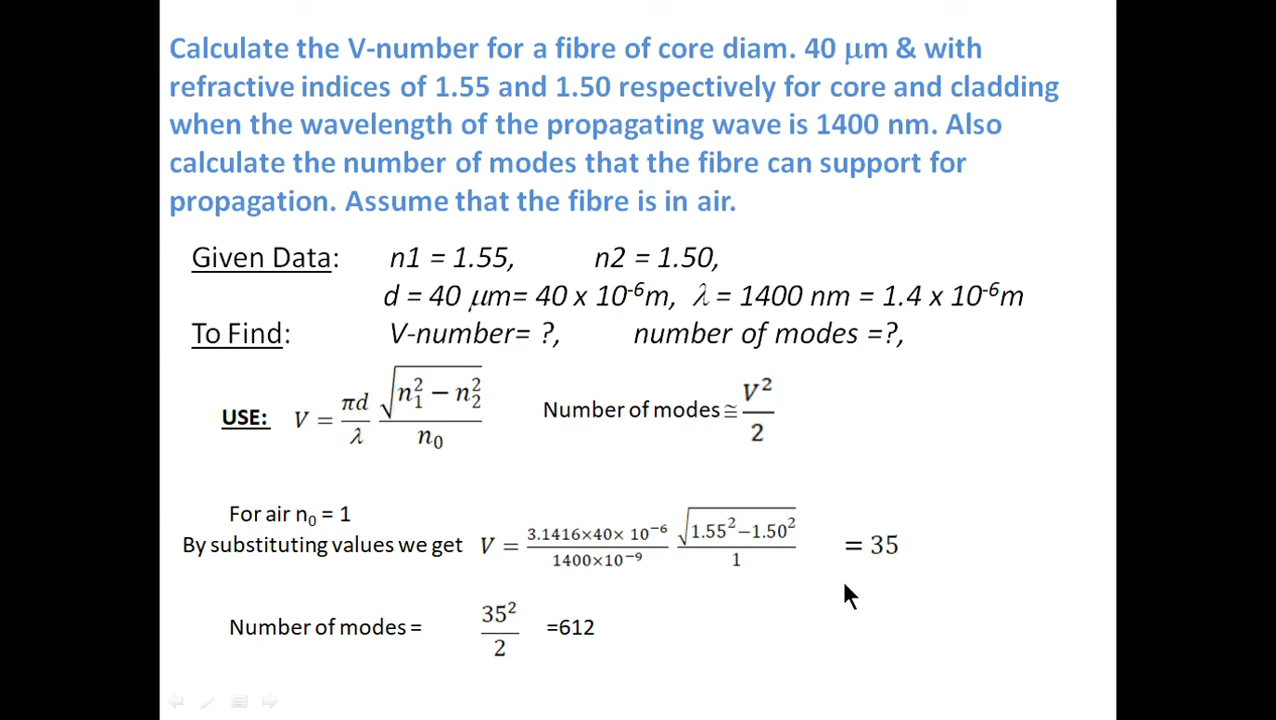 Calculate the V-number for a fibre of core diam. 40 μm & with
refractive indices of 1.55 and 1.50 respectively for core and cladding
when the wavelength of the propagating wave is 1400 nm. Also
calculate the number of modes that the fibre can support for
propagation. Assume that the fibre is in air.
Given Data: n1 = 1.55, n2 = 1.50,
d = 40 μm= 40 x 10⁻⁶m, λ = 1400 nm = 1.4 x 10⁻⁶m
To Find: V-number= ?, number of modes =?,
USE: V = πd/λ √(n₁² − n₂²)/n₀ Number of modes ≅ V²/2
For air n₀ = 1
By substituting values we get V = 3.1416×40× 10⁻⁶/1400×10⁻⁹ √(1.55²−1.50²)/1 = 35
Number of modes = 35²/2 =612